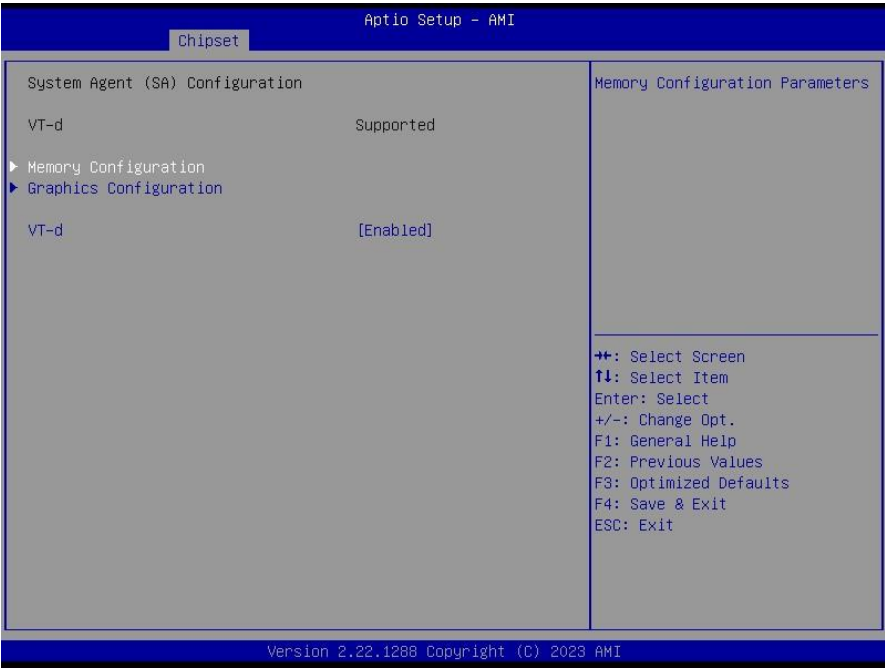 Aptio Setup - AMI
Chipset
System Agent (SA) Configuration
VT-d Supported
▶ Memory Configuration
▶ Graphics Configuration
VT-d [Enabled]
Memory Configuration Parameters
→←: Select Screen
↑↓: Select Item
Enter: Select
+/-: Change Opt.
F1: General Help
F2: Previous Values
F3: Optimized Defaults
F4: Save & Exit
ESC: Exit
Version 2.22.1288 Copyright (C) 2023 AMI